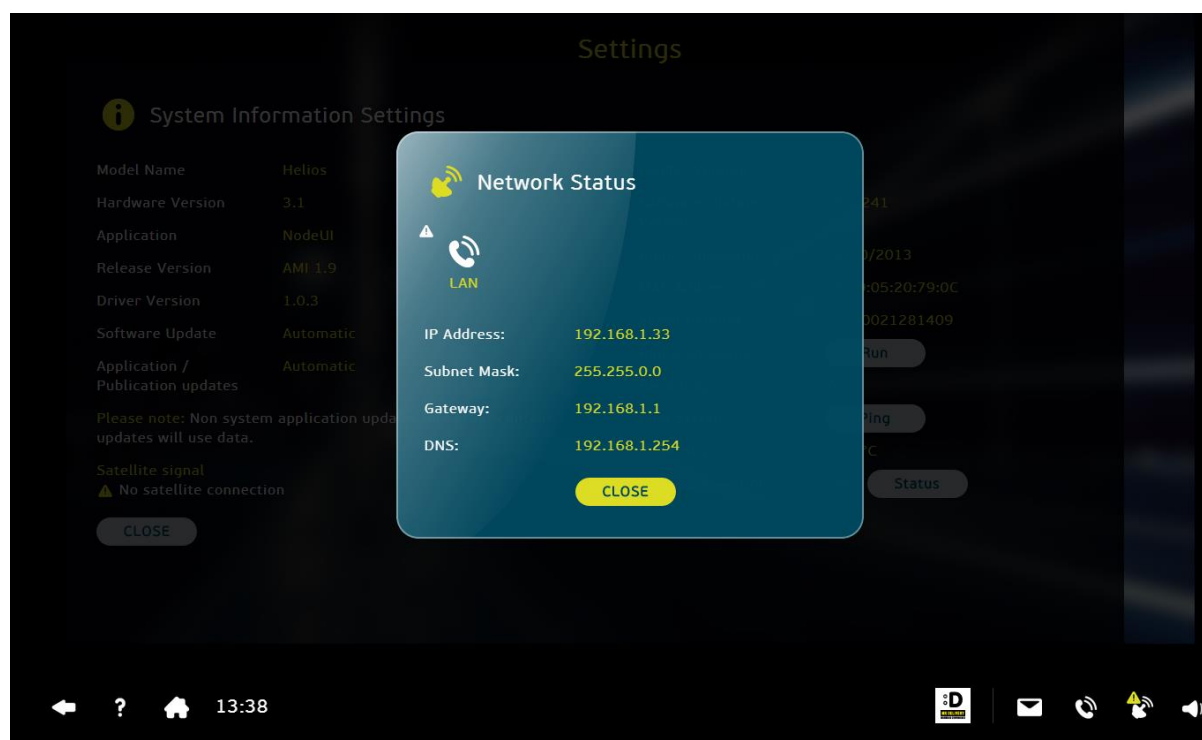 Settings
System Information Settings
Model Name Helios
Hardware Version 3.1
Application NodeUI
Release Version AMI 1.9
Driver Version 1.0.3
Software Update Automatic
Application / Automatic
Publication updates
Please note: Non system application upda
updates will use data.
Satellite signal
No satellite connection
CLOSE
Network Status
LAN
IP Address: 192.168.1.33
Subnet Mask: 255.255.0.0
Gateway: 192.168.1.1
DNS: 192.168.1.254
CLOSE
241
/2013
:05:20:79:0C
0021281409
Run
Ping
°C
Status
? 13:38
:D